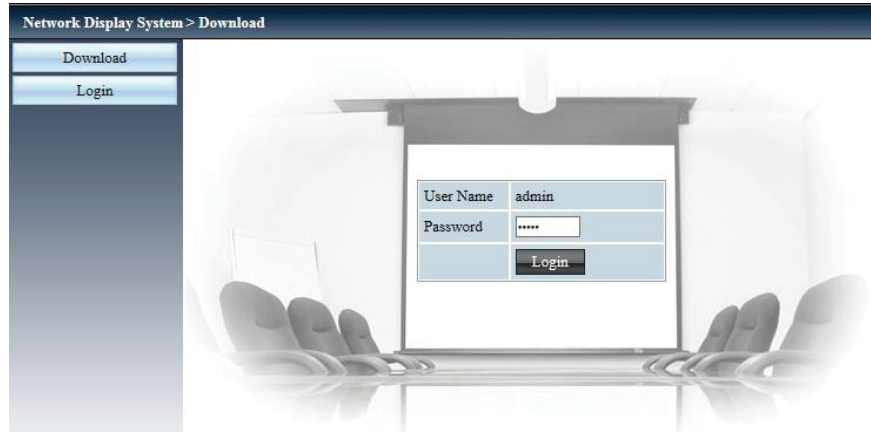 Network Display System > Download
Download
Login
User Name admin
Password •••••
Login